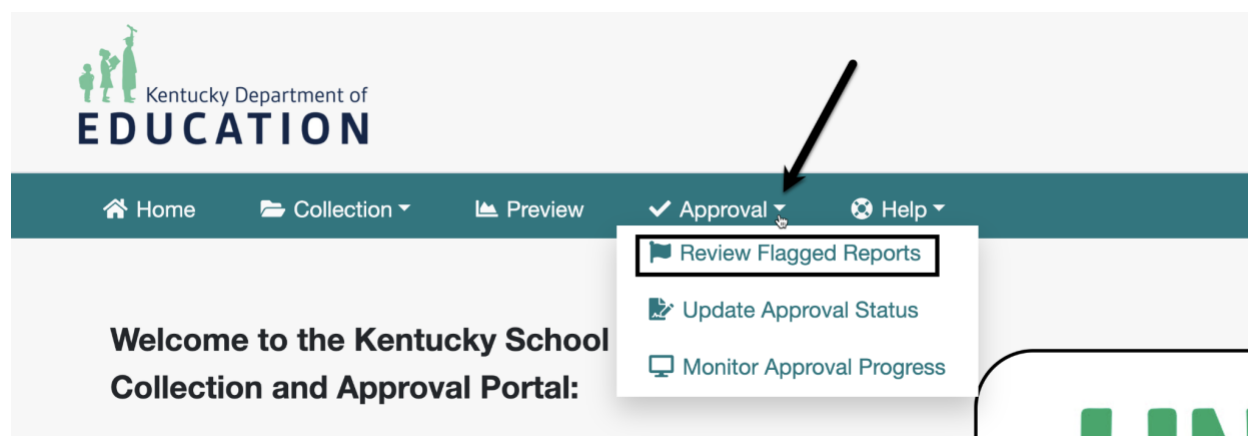 Kentucky Department of
EDUCATION
Home Collection Preview Approval Help
Review Flagged Reports
Update Approval Status
Monitor Approval Progress
Welcome to the Kentucky School
Collection and Approval Portal: